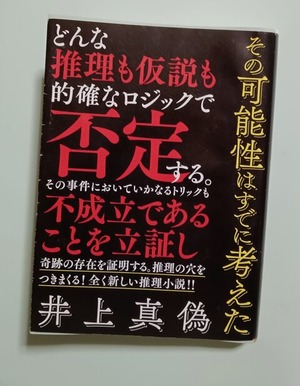 その可能性はすでに考えた
どんな
推理も仮説も
的確なロジックで
否定する。
その事件においていかなるトリックも
不成立である
ことを立証し
奇跡の存在を証明する。推理の穴を
つきまくる!全く新しい推理小説!!
井上真偽